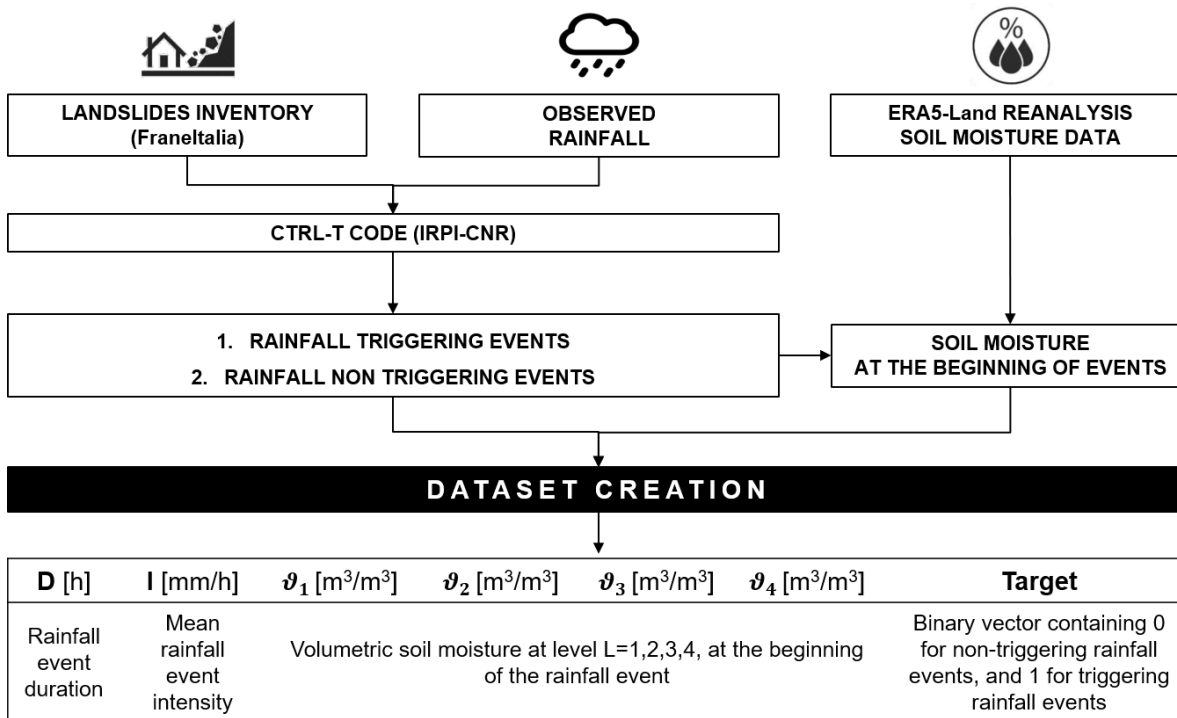 %
LANDSLIDES INVENTORY
(FraneItalia)
OBSERVED
RAINFALL
ERA5-Land REANALYSIS
SOIL MOISTURE DATA
CTRL-T CODE (IRPI-CNR)
1. RAINFALL TRIGGERING EVENTS
2. RAINFALL NON TRIGGERING EVENTS
SOIL MOISTURE
AT THE BEGINNING OF EVENTS
DATASET CREATION
D [h] I [mm/h] ϑ₁ [m³/m³] ϑ₂ [m³/m³] ϑ₃ [m³/m³] ϑ₄ [m³/m³] Target
Rainfall
event
duration
Mean
rainfall
event
intensity
Volumetric soil moisture at level L=1,2,3,4, at the beginning
of the rainfall event
Binary vector containing 0
for non-triggering rainfall
events, and 1 for triggering
rainfall events